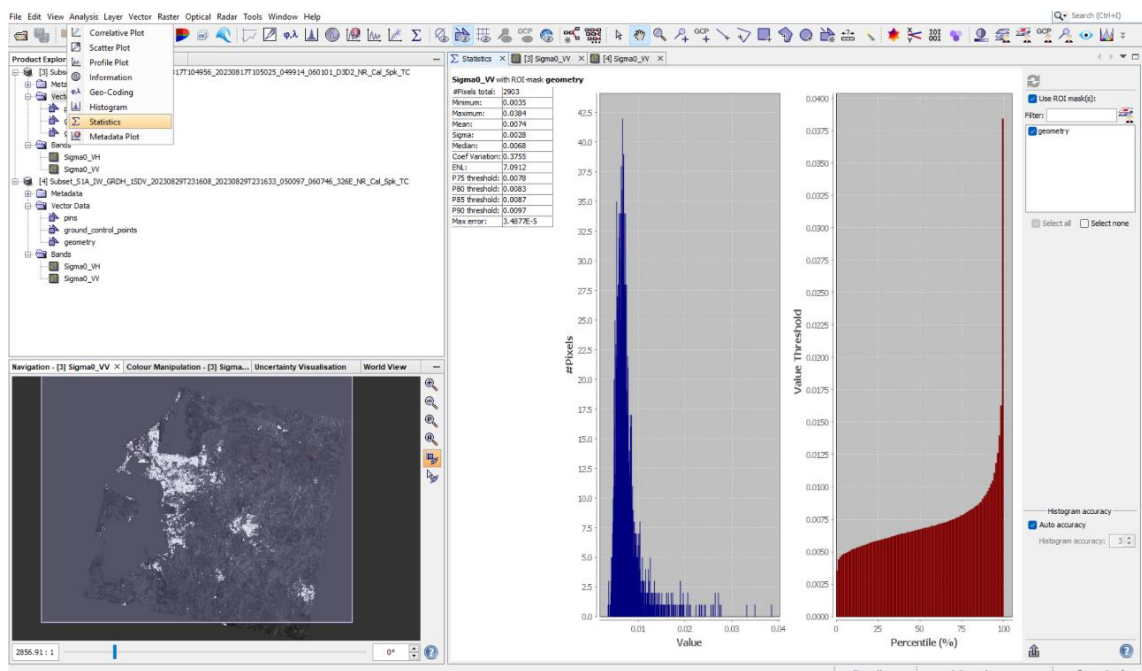 File Edit View Analysis Layer Vector Raster Optical Radar Tools Window Help
Search (Ctrl+I)
Correlative Plot
Scatter Plot
Profile Plot
Information
Geo-Coding
Histogram
Statistics
Metadata Plot
Product Explor
[3] Subse
17T104956_20230817T105025_049914_060101_D3D2_NR_Cal_Spk_TC
Meta
Vect
Bands
Sigma0_VH
Sigma0_VV
[4] Subset_S1A_IW_GRDH_1SDV_20230829T231608_20230829T231633_050097_060746_326E_NR_Cal_Spk_TC
Metadata
Vector Data
pins
ground_control_points
geometry
Bands
Sigma0_VH
Sigma0_VV
Navigation - [3] Sigma0_VV × Colour Manipulation - [3] Sigma... Uncertainty Visualisation World View
2856.91 : 1
0°
Statistics × [3] Sigma0_VV × [4] Sigma0_VV ×
Sigma0_VV with ROI-mask geometry
#Pixels total: 2903
Minimum: 0.0035
Maximum: 0.0384
Mean: 0.0074
Sigma: 0.0028
Median: 0.0068
Coef Variation: 0.3755
ENL: 7.0912
P75 threshold: 0.0078
P80 threshold: 0.0083
P85 threshold: 0.0087
P90 threshold: 0.0097
Max error: 3.4877E-5
42.5
40.0
37.5
35.0
32.5
30.0
27.5
25.0
22.5
20.0
17.5
15.0
12.5
10.0
7.5
5.0
2.5
0.0
#Pixels
0.01 0.02 0.03 0.04
Value
0.0400
0.0375
0.0350
0.0325
0.0300
0.0275
0.0250
0.0225
0.0200
0.0175
0.0150
0.0125
0.0100
0.0075
0.0050
0.0025
0.0000
Value Threshold
0 25 50 75 100
Percentile (%)
Use ROI mask(s):
Filter:
geometry
Select all Select none
Histogram accuracy
Auto accuracy
Histogram accuracy: 3